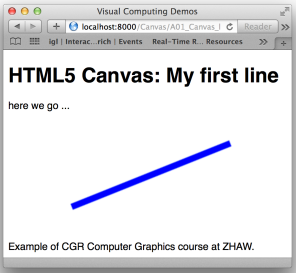 Visual Computing Demos
localhost:8000/Canvas/A01_Canvas_ Reader
igl | Interac...rich | Events Real-Time R... Resources
HTML5 Canvas: My first line
here we go ...
Example of CGR Computer Graphics course at ZHAW.